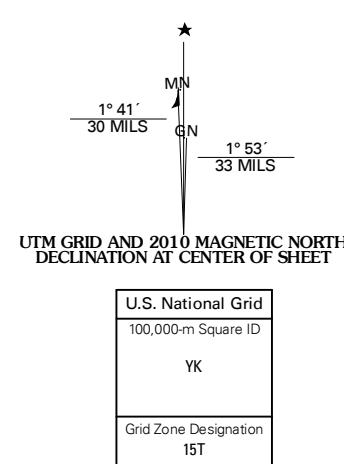 MN
1° 41´
30 MILS
GN
1° 53´
33 MILS
UTM GRID AND 2010 MAGNETIC NORTH
DECLINATION AT CENTER OF SHEET
U.S. National Grid
100,000-m Square ID
YK
Grid Zone Designation
15T